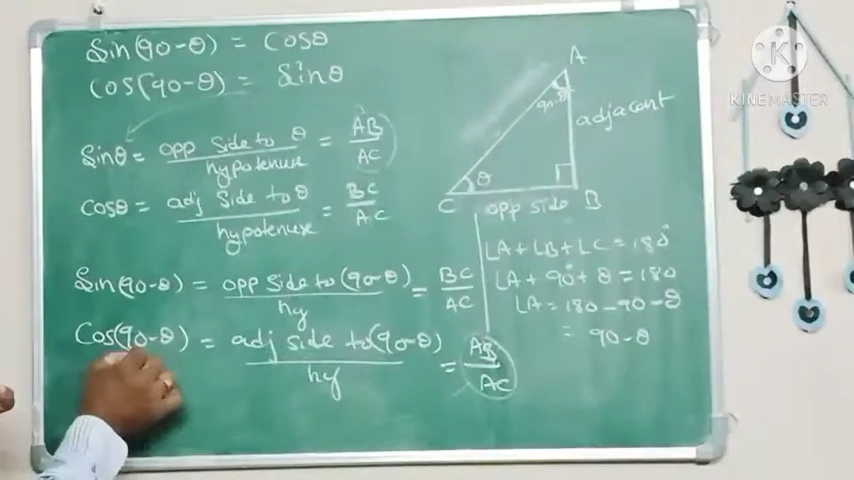 Sin(90-θ) = Cosθ
Cos(90-θ) = Sinθ
Sinθ = opp Side to θ / hypotenuse = AB / AC
Cosθ = adj Side to θ / hypotenuse = BC / AC
Sin(90-θ) = opp Side to (90-θ) / hy = BC / AC
Cos(90-θ) = adj side to (90-θ) / hy = AB / AC
A
90-θ
adjacent
θ
C opp side B
∠A + ∠B + ∠C = 180°
∠A + 90° + θ = 180
∠A = 180 - 90 - θ
= 90-θ
K
KINEMASTER